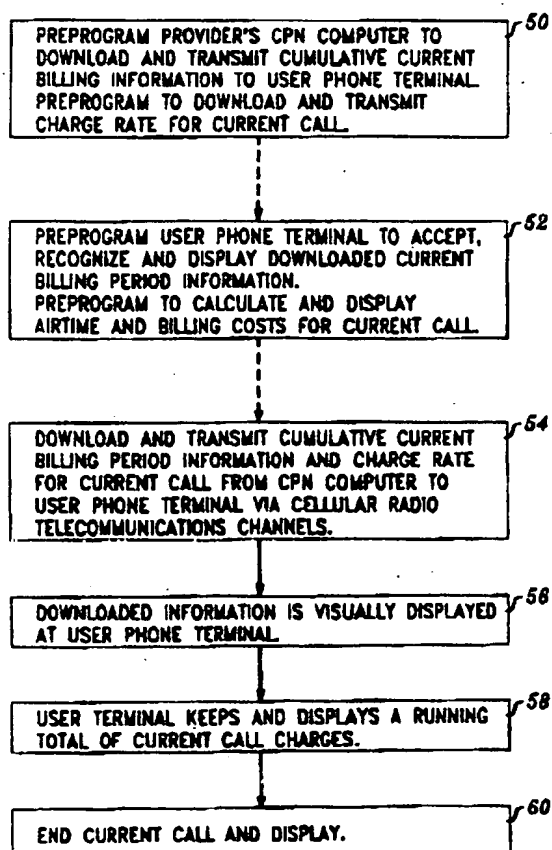 50
PREPROGRAM PROVIDER'S CPN COMPUTER TO
DOWNLOAD AND TRANSMIT CUMULATIVE CURRENT
BILLING INFORMATION TO USER PHONE TERMINAL.
PREPROGRAM TO DOWNLOAD AND TRANSMIT
CHARGE RATE FOR CURRENT CALL.
52
PREPROGRAM USER PHONE TERMINAL TO ACCEPT,
RECOGNIZE AND DISPLAY DOWNLOADED CURRENT
BILLING PERIOD INFORMATION.
PREPROGRAM TO CALCULATE AND DISPLAY
AIRTIME AND BILLING COSTS FOR CURRENT CALL.
54
DOWNLOAD AND TRANSMIT CUMULATIVE CURRENT
BILLING PERIOD INFORMATION AND CHARGE RATE
FOR CURRENT CALL FROM CPN COMPUTER TO
USER PHONE TERMINAL VIA CELLULAR RADIO
TELECOMMUNICATIONS CHANNELS.
56
DOWNLOADED INFORMATION IS VISUALLY DISPLAYED
AT USER PHONE TERMINAL.
58
USER TERMINAL KEEPS AND DISPLAYS A RUNNING
TOTAL OF CURRENT CALL CHARGES.
60
END CURRENT CALL AND DISPLAY.